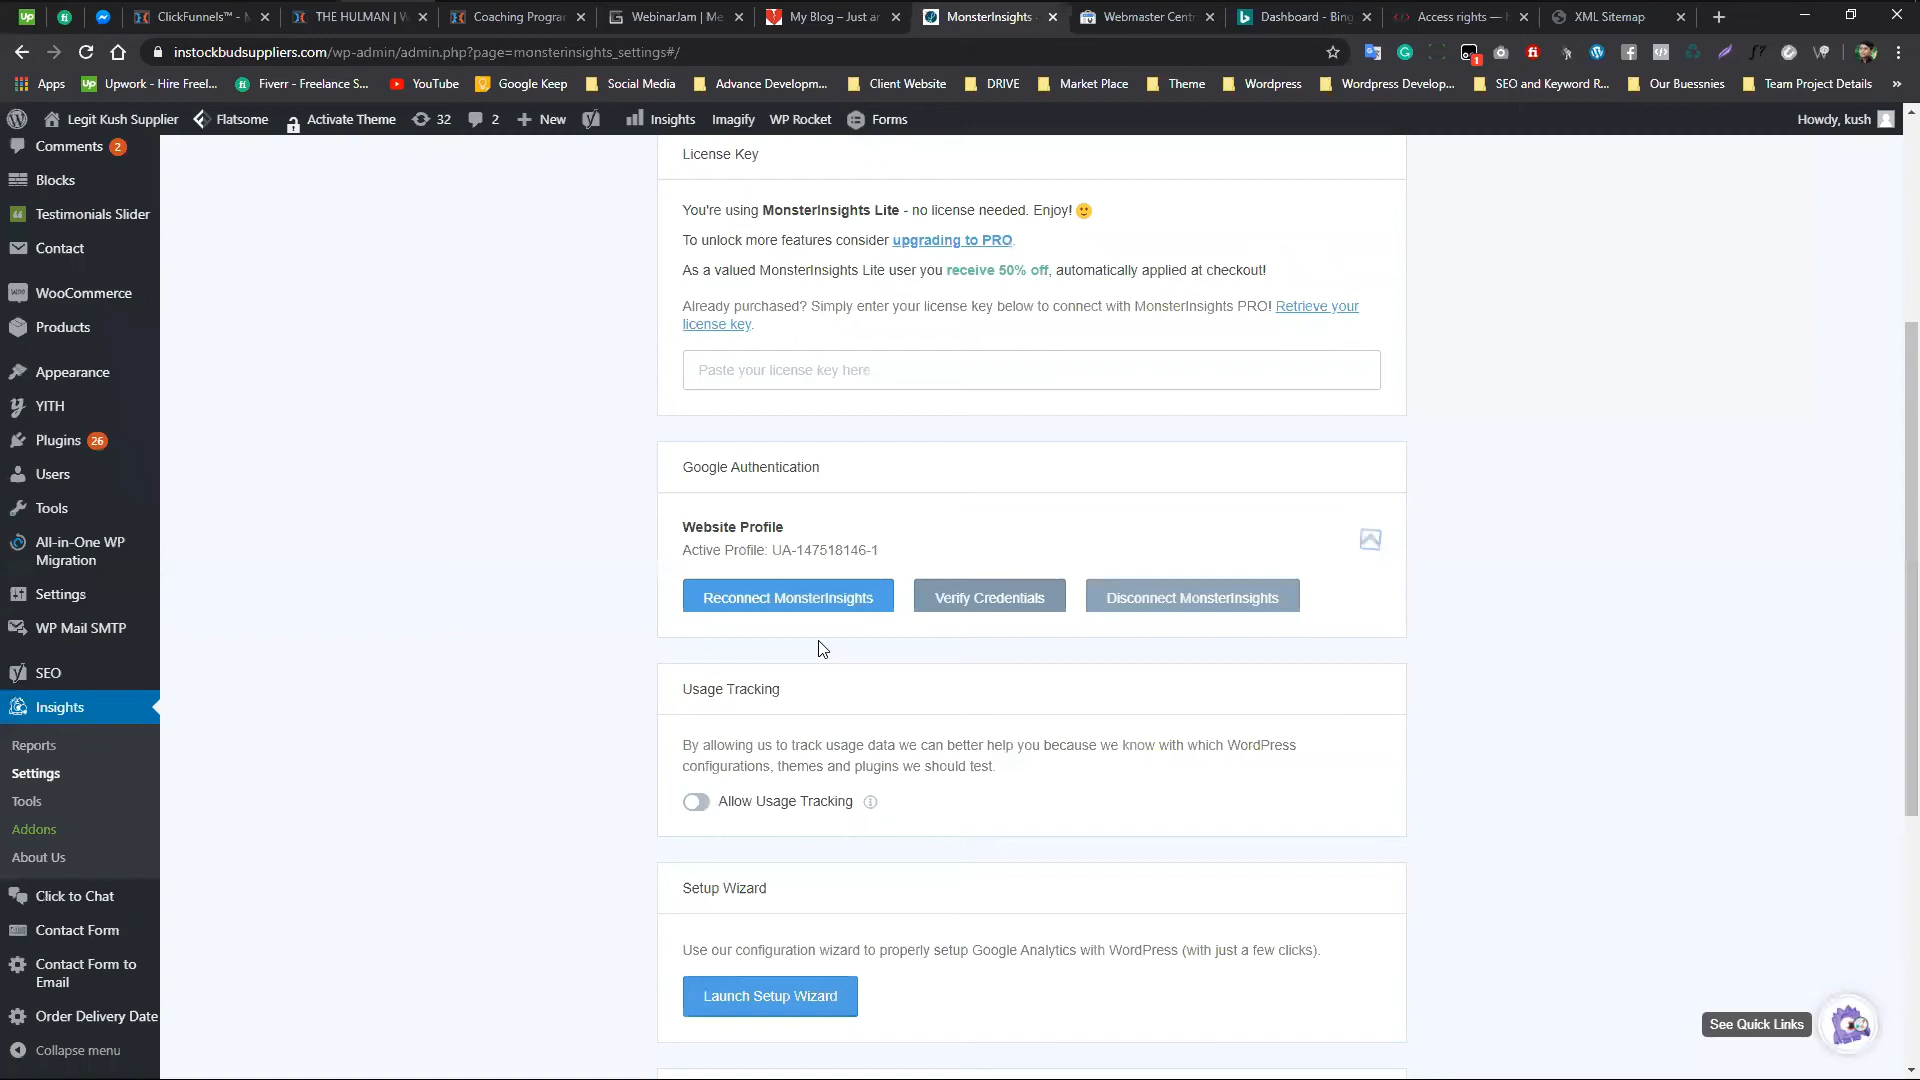 ClickFunnels™ -
THE HULMAN | W
Coaching Progra
WebinarJam | Me
My Blog – Just an
MonsterInsights
Webmaster Cent
Dashboard - Bing
Access rights — 
XML Sitemap
instockbudsuppliers.com/wp-admin/admin.php?page=monsterinsights_settings#/
Apps
Upwork - Hire Freel...
Fiverr - Freelance S...
YouTube
Google Keep
Social Media
Advance Developm...
Client Website
DRIVE
Market Place
Theme
Wordpress
Wordpress Develop...
SEO and Keyword R...
Our Buessnies
Team Project Details
»
Legit Kush Supplier
Flatsome
Activate Theme
32
2
New
Insights
Imagify
WP Rocket
Forms
Howdy, kush
Comments 2
Blocks
Testimonials Slider
Contact
WooCommerce
Products
Appearance
YITH
Plugins 26
Users
Tools
All-in-One WP
Migration
Settings
WP Mail SMTP
SEO
Insights
Reports
Settings
Tools
Addons
About Us
Click to Chat
Contact Form
Contact Form to
Email
Order Delivery Date
Collapse menu
License Key
You're using MonsterInsights Lite - no license needed. Enjoy! 🙂
To unlock more features consider upgrading to PRO.
As a valued MonsterInsights Lite user you receive 50% off, automatically applied at checkout!
Already purchased? Simply enter your license key below to connect with MonsterInsights PRO! Retrieve your
license key.
Paste your license key here
Google Authentication
Website Profile
Active Profile: UA-147518146-1
Reconnect MonsterInsights
Verify Credentials
Disconnect MonsterInsights
Usage Tracking
By allowing us to track usage data we can better help you because we know with which WordPress
configurations, themes and plugins we should test.
Allow Usage Tracking
Setup Wizard
Use our configuration wizard to properly setup Google Analytics with WordPress (with just a few clicks).
Launch Setup Wizard
See Quick Links